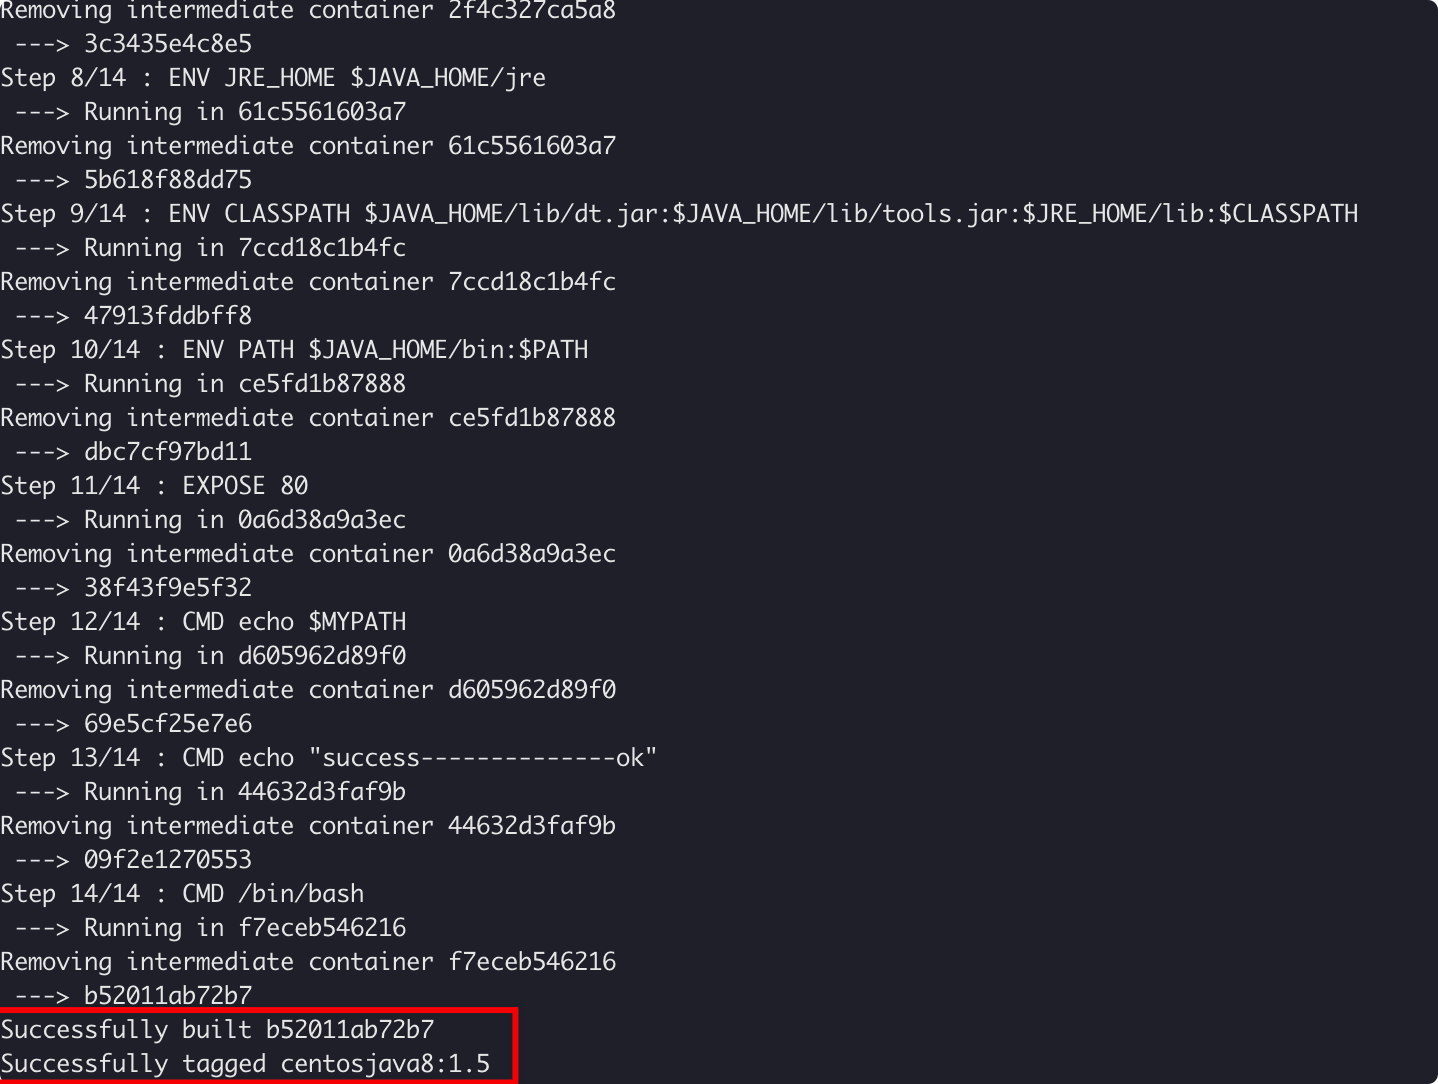 Removing intermediate container 2f4c327ca5a8
 ---> 3c3435e4c8e5
Step 8/14 : ENV JRE_HOME $JAVA_HOME/jre
 ---> Running in 61c5561603a7
Removing intermediate container 61c5561603a7
 ---> 5b618f88dd75
Step 9/14 : ENV CLASSPATH $JAVA_HOME/lib/dt.jar:$JAVA_HOME/lib/tools.jar:$JRE_HOME/lib:$CLASSPATH
 ---> Running in 7ccd18c1b4fc
Removing intermediate container 7ccd18c1b4fc
 ---> 47913fddbff8
Step 10/14 : ENV PATH $JAVA_HOME/bin:$PATH
 ---> Running in ce5fd1b87888
Removing intermediate container ce5fd1b87888
 ---> dbc7cf97bd11
Step 11/14 : EXPOSE 80
 ---> Running in 0a6d38a9a3ec
Removing intermediate container 0a6d38a9a3ec
 ---> 38f43f9e5f32
Step 12/14 : CMD echo $MYPATH
 ---> Running in d605962d89f0
Removing intermediate container d605962d89f0
 ---> 69e5cf25e7e6
Step 13/14 : CMD echo "success--------------ok"
 ---> Running in 44632d3faf9b
Removing intermediate container 44632d3faf9b
 ---> 09f2e1270553
Step 14/14 : CMD /bin/bash
 ---> Running in f7eceb546216
Removing intermediate container f7eceb546216
 ---> b52011ab72b7
Successfully built b52011ab72b7
Successfully tagged centosjava8:1.5